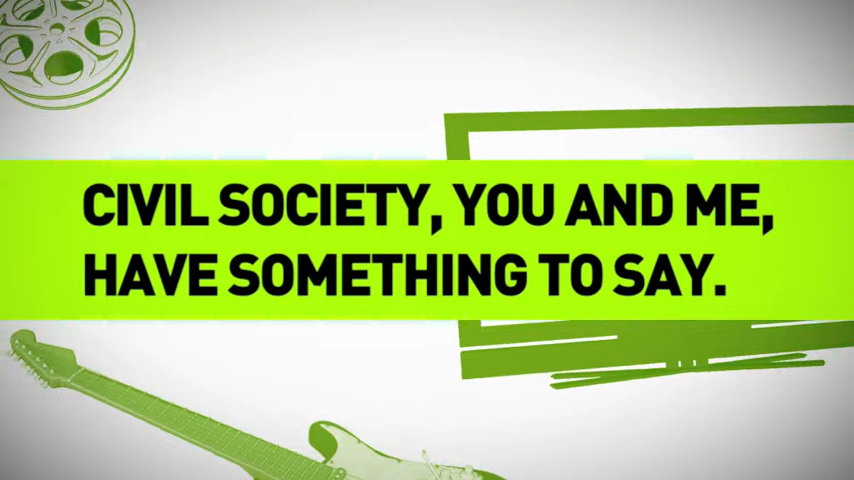 CIVIL SOCIETY, YOU AND ME,
HAVE SOMETHING TO SAY.